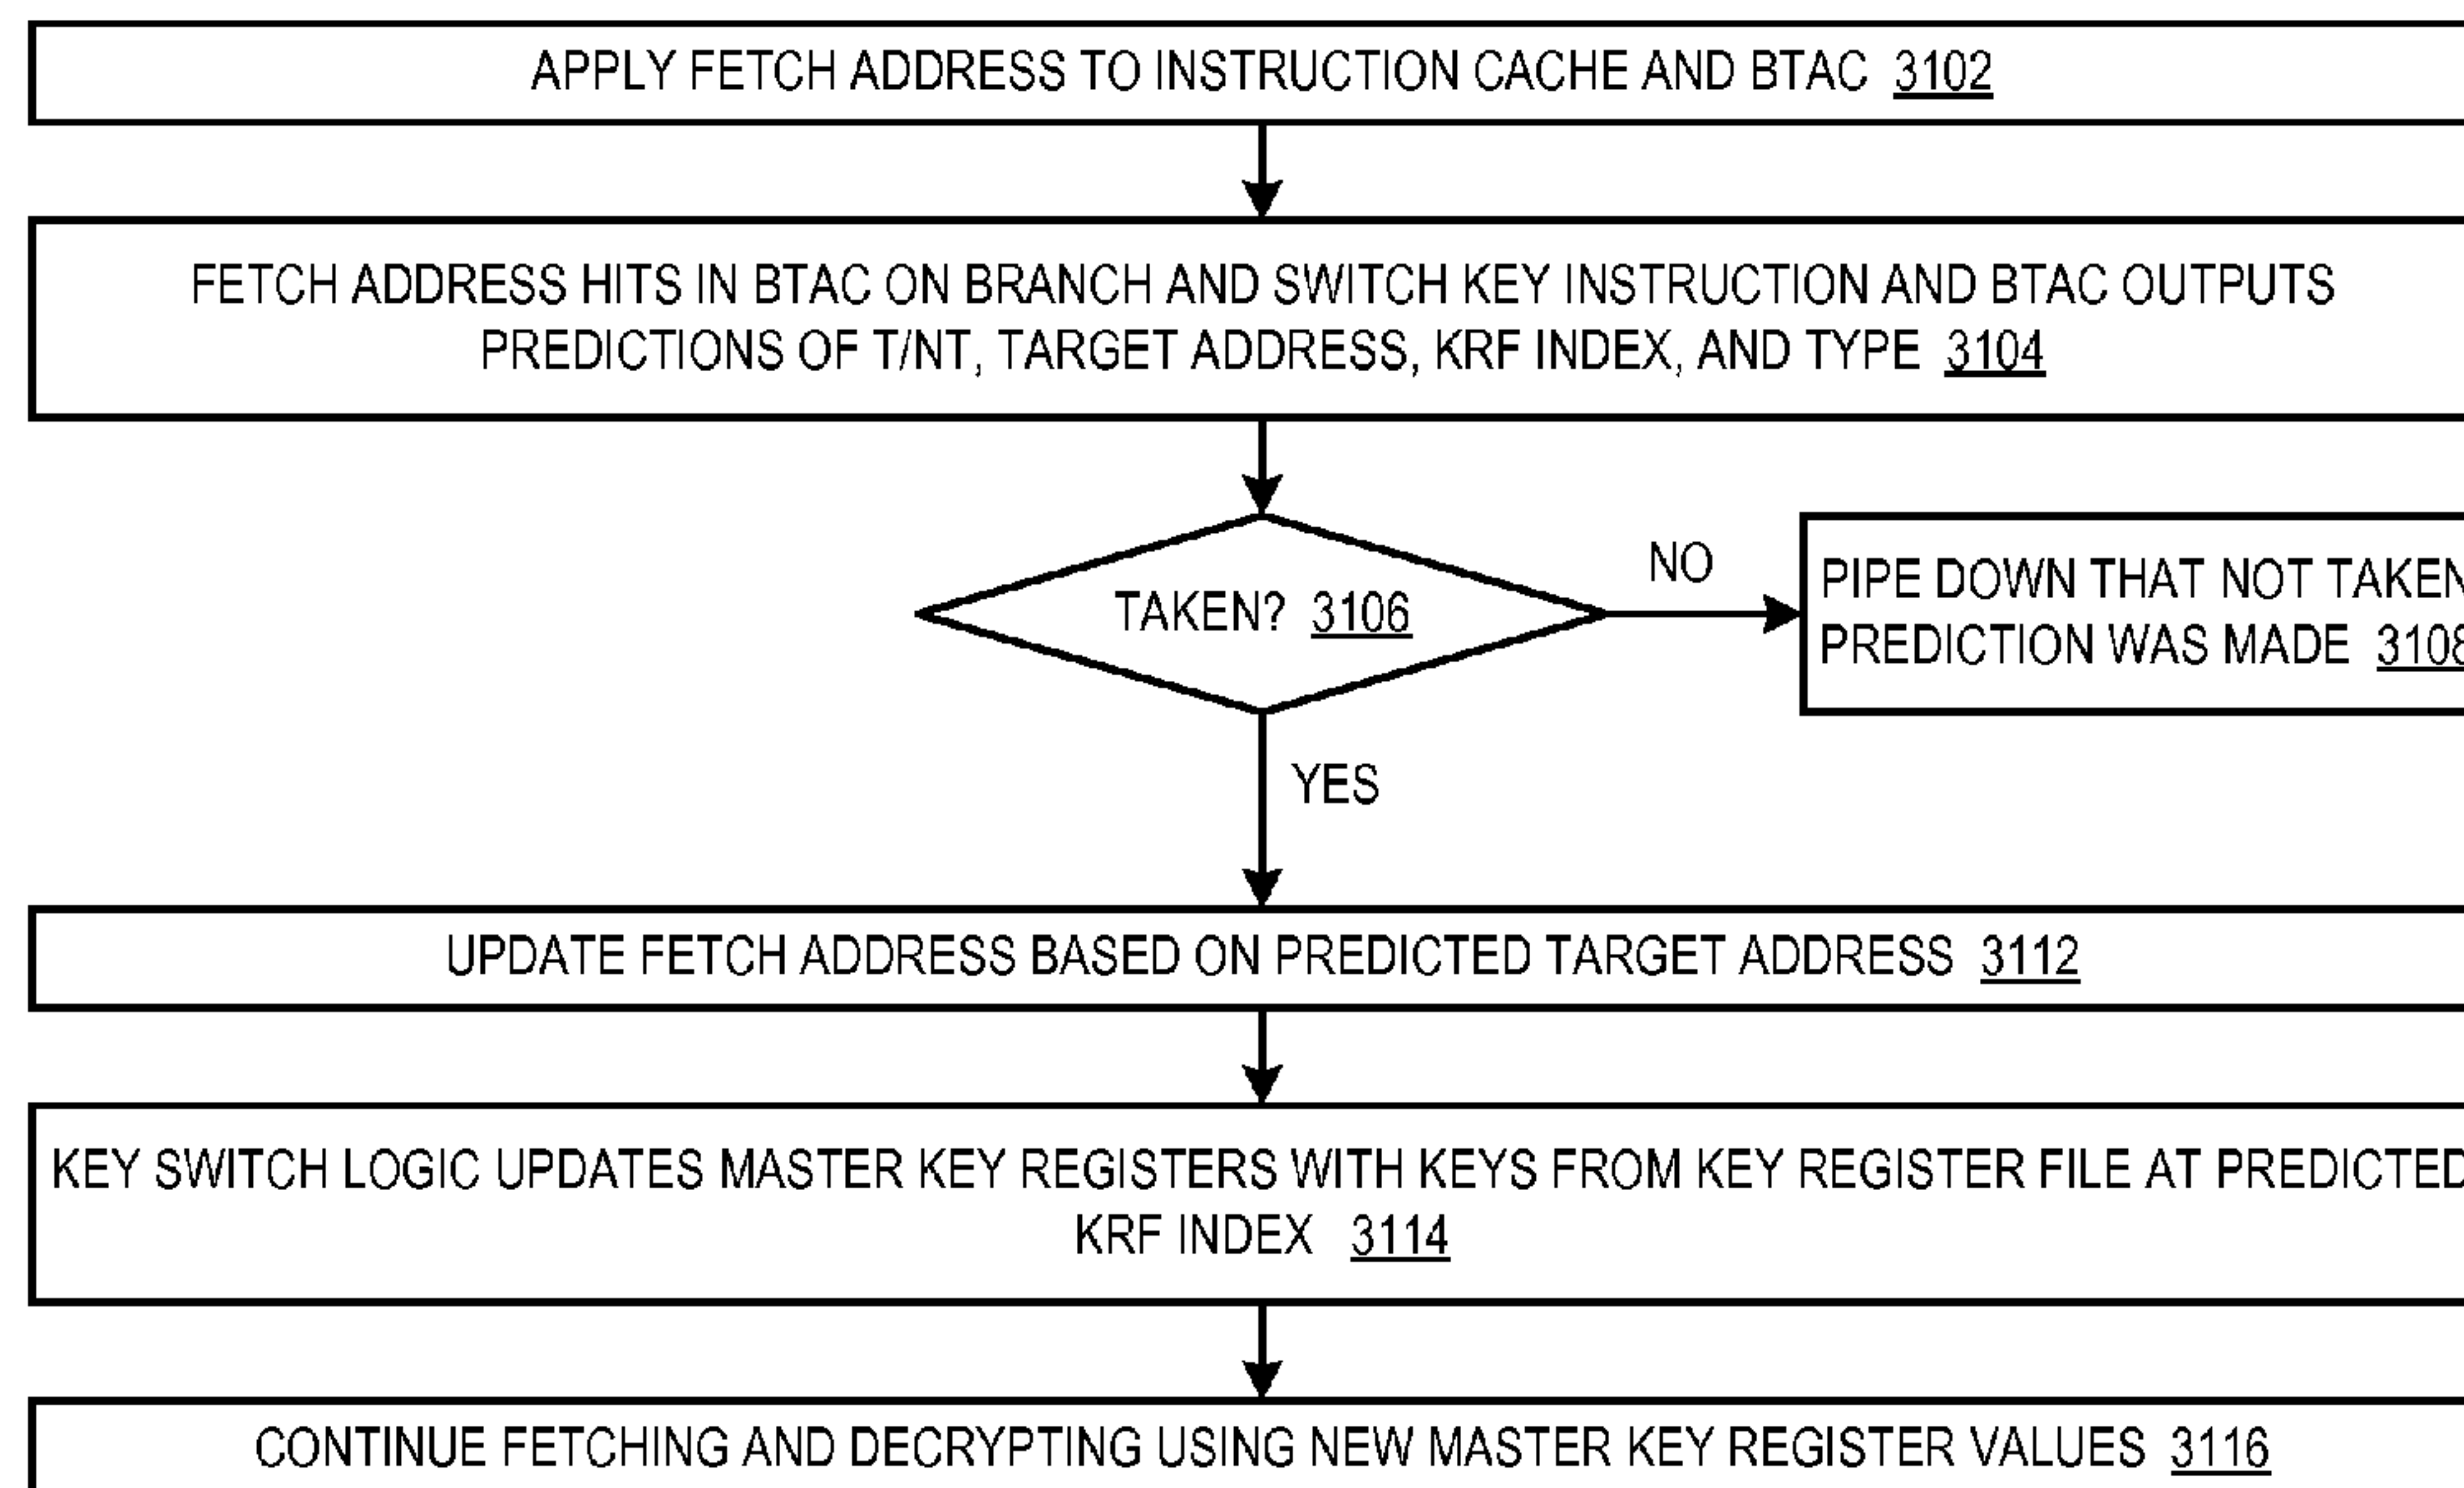 APPLY FETCH ADDRESS TO INSTRUCTION CACHE AND BTAC 3102
FETCH ADDRESS HITS IN BTAC ON BRANCH AND SWITCH KEY INSTRUCTION AND BTAC OUTPUTS
PREDICTIONS OF T/NT, TARGET ADDRESS, KRF INDEX, AND TYPE 3104
TAKEN? 3106
NO
PIPE DOWN THAT NOT TAKEN
PREDICTION WAS MADE 3108
YES
UPDATE FETCH ADDRESS BASED ON PREDICTED TARGET ADDRESS 3112
KEY SWITCH LOGIC UPDATES MASTER KEY REGISTERS WITH KEYS FROM KEY REGISTER FILE AT PREDICTED
KRF INDEX 3114
CONTINUE FETCHING AND DECRYPTING USING NEW MASTER KEY REGISTER VALUES 3116